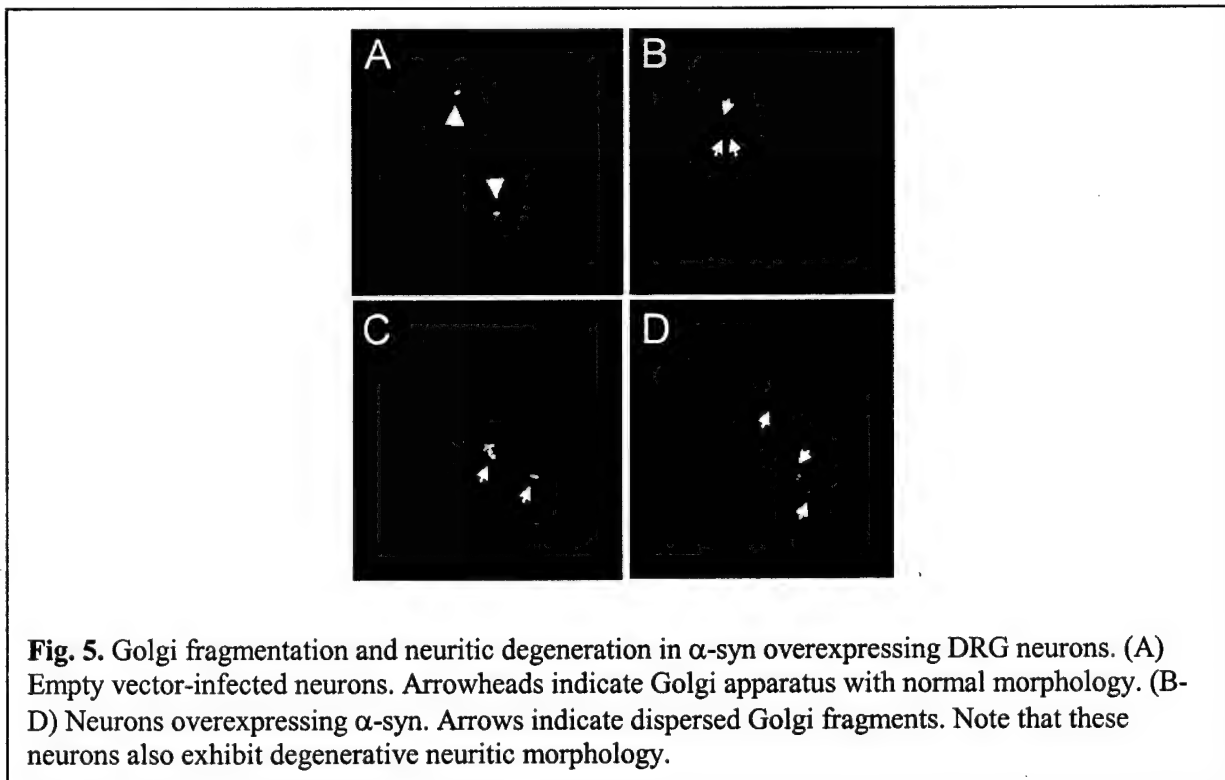 A
B
C
D
Fig. 5. Golgi fragmentation and neuritic degeneration in α-syn overexpressing DRG neurons. (A)
Empty vector-infected neurons. Arrowheads indicate Golgi apparatus with normal morphology. (B-
D) Neurons overexpressing α-syn. Arrows indicate dispersed Golgi fragments. Note that these
neurons also exhibit degenerative neuritic morphology.